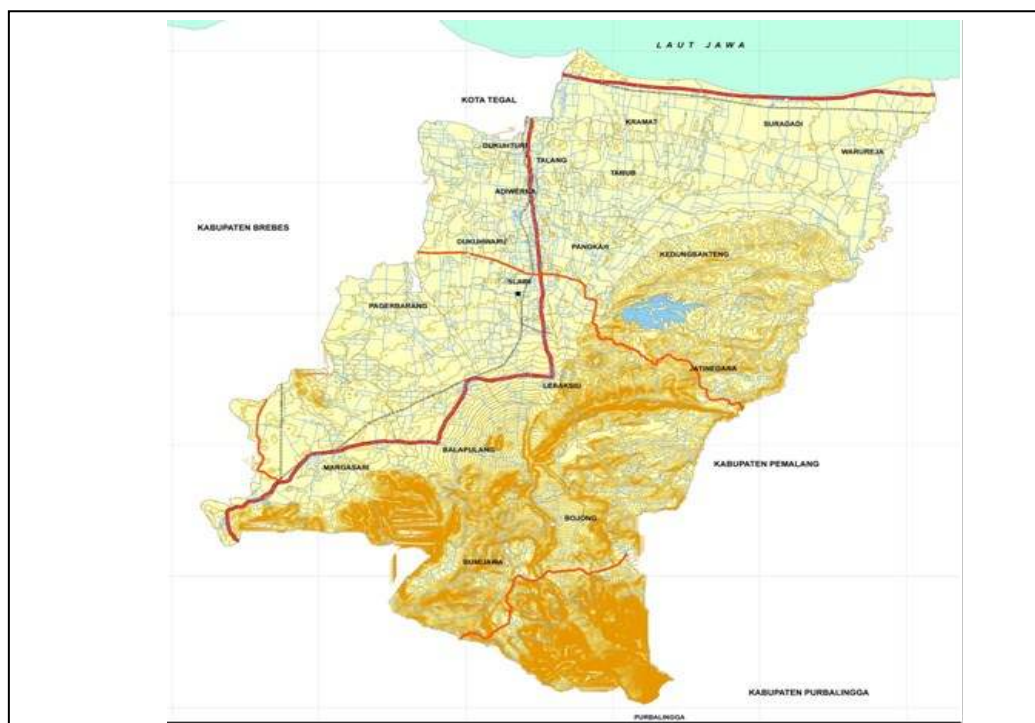 LAUT JAWA
KOTA TEGAL
KRAMAT
SURADADI
DUKUHTURI
TALANG
WARUREJA
TARUB
ADIWERNA
KABUPATEN BREBES
DUKUHWARU
PANGKAH
KEDUNGBANTENG
SLAWI
PAGERBARANG
JATINEGARA
LEBAKSIU
BALAPULANG
MARGASARI
KABUPATEN PEMALANG
BOJONG
BUMIJAWA
KABUPATEN PURBALINGGA
PURBALINGGA